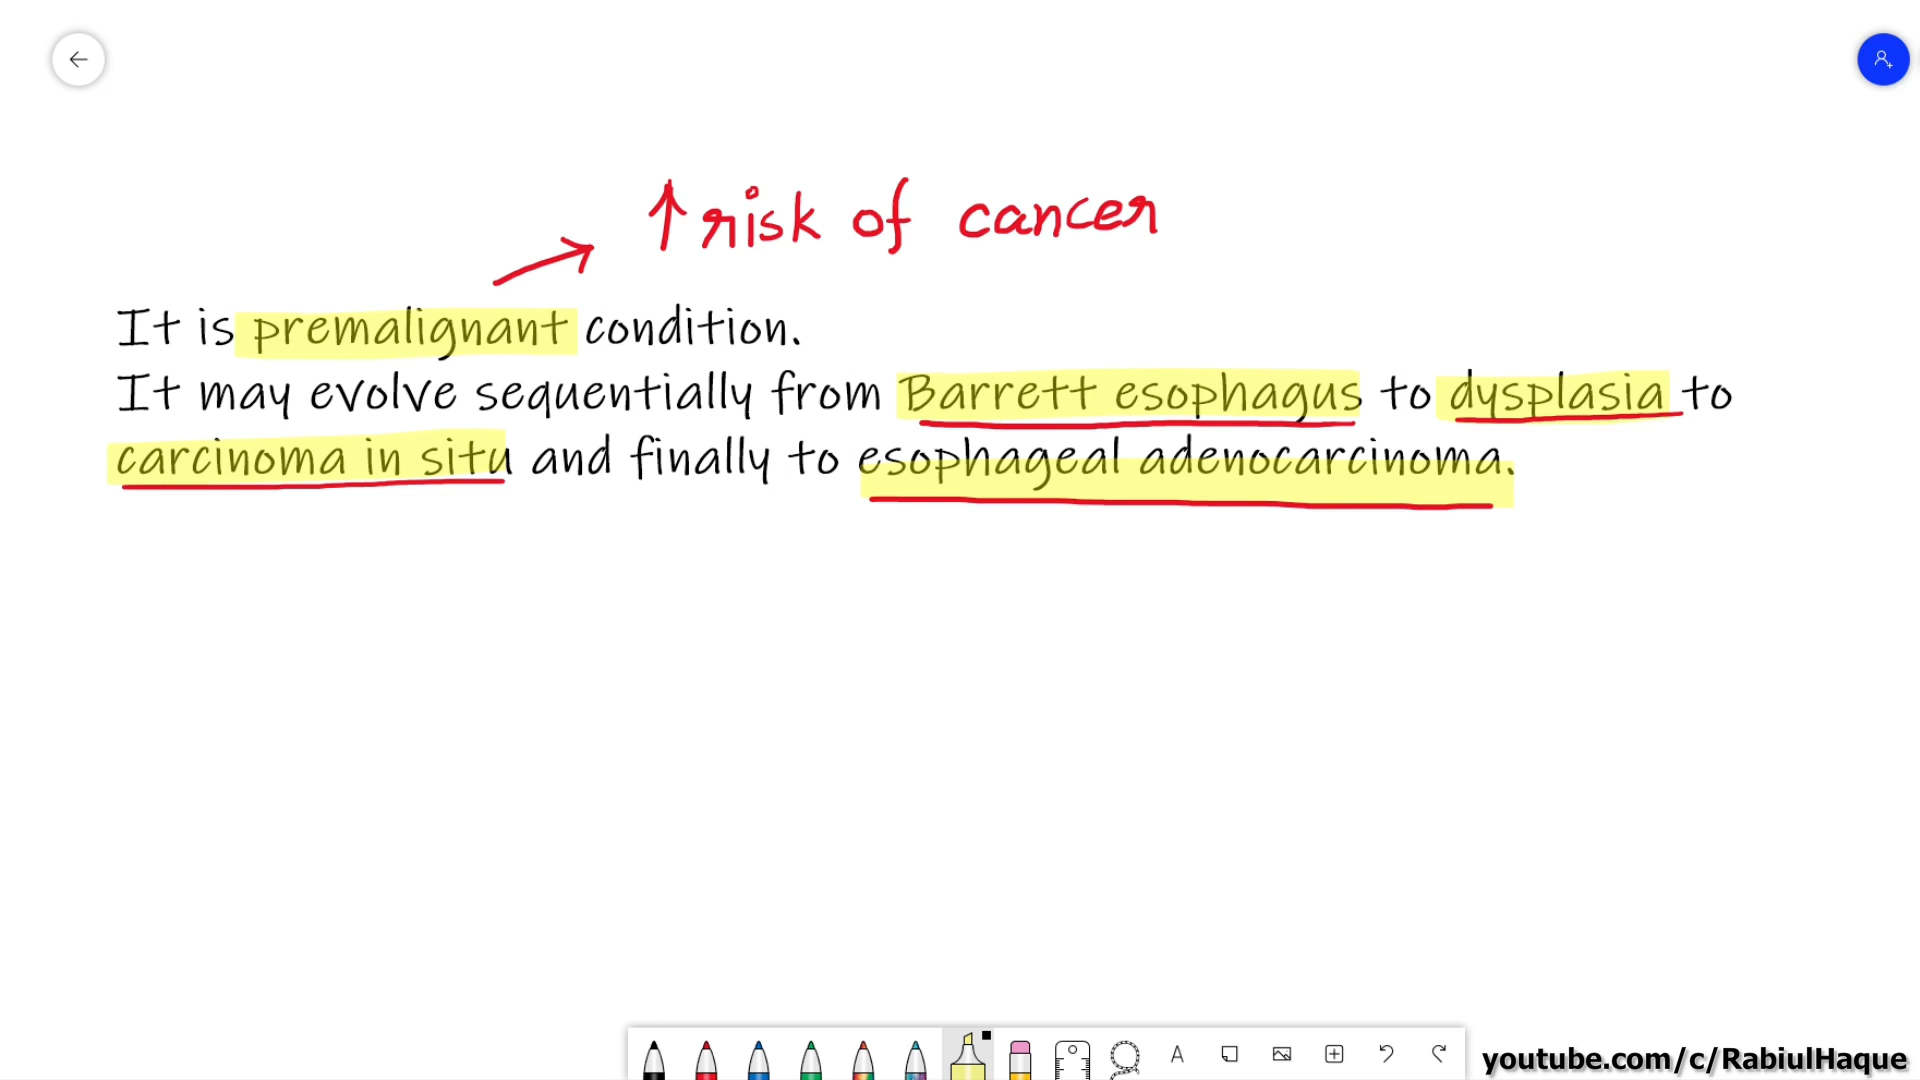 ↑ risk of cancer
It is premalignant condition.
It may evolve sequentially from Barrett esophagus to dysplasia to
carcinoma in situ and finally to esophageal adenocarcinoma.
A
youtube.com/c/RabiulHaque